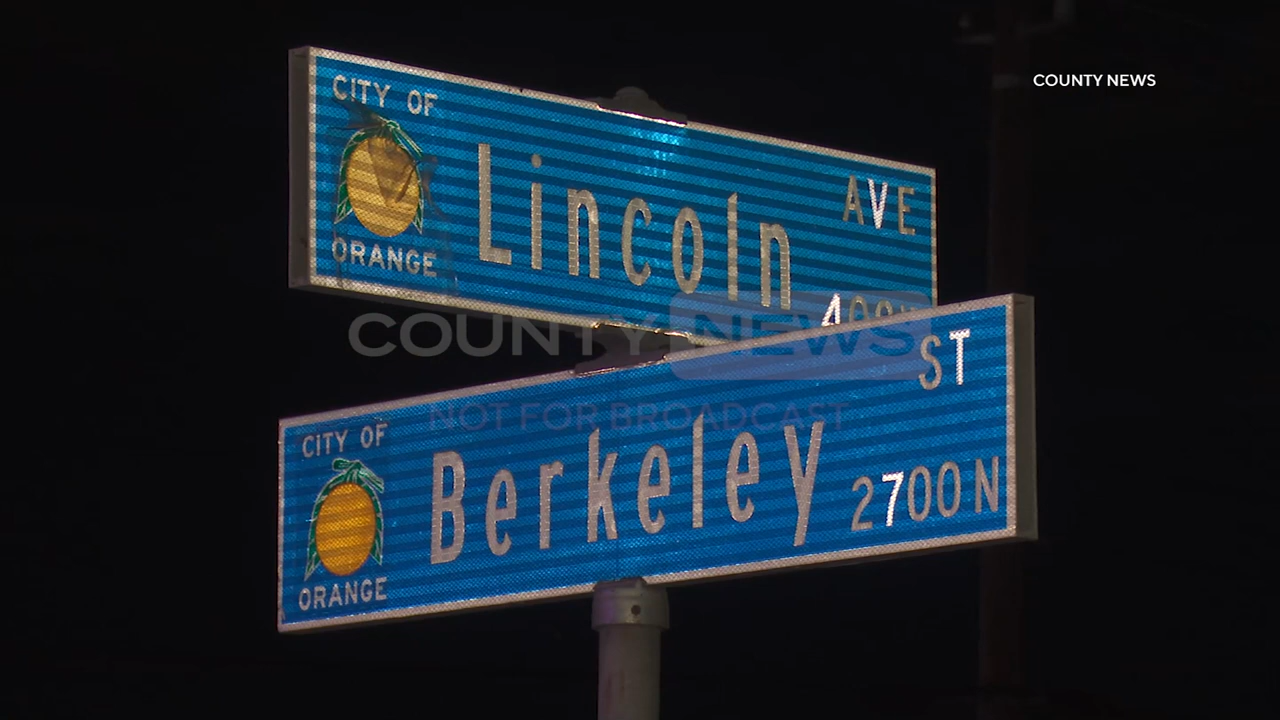 COUNTY NEWS
CITY OF
ORANGE
Lincoln
AVE
COUNTY NEWS
NOT FOR BROADCAST
CITY OF
ORANGE
Berkeley
ST
2700 N